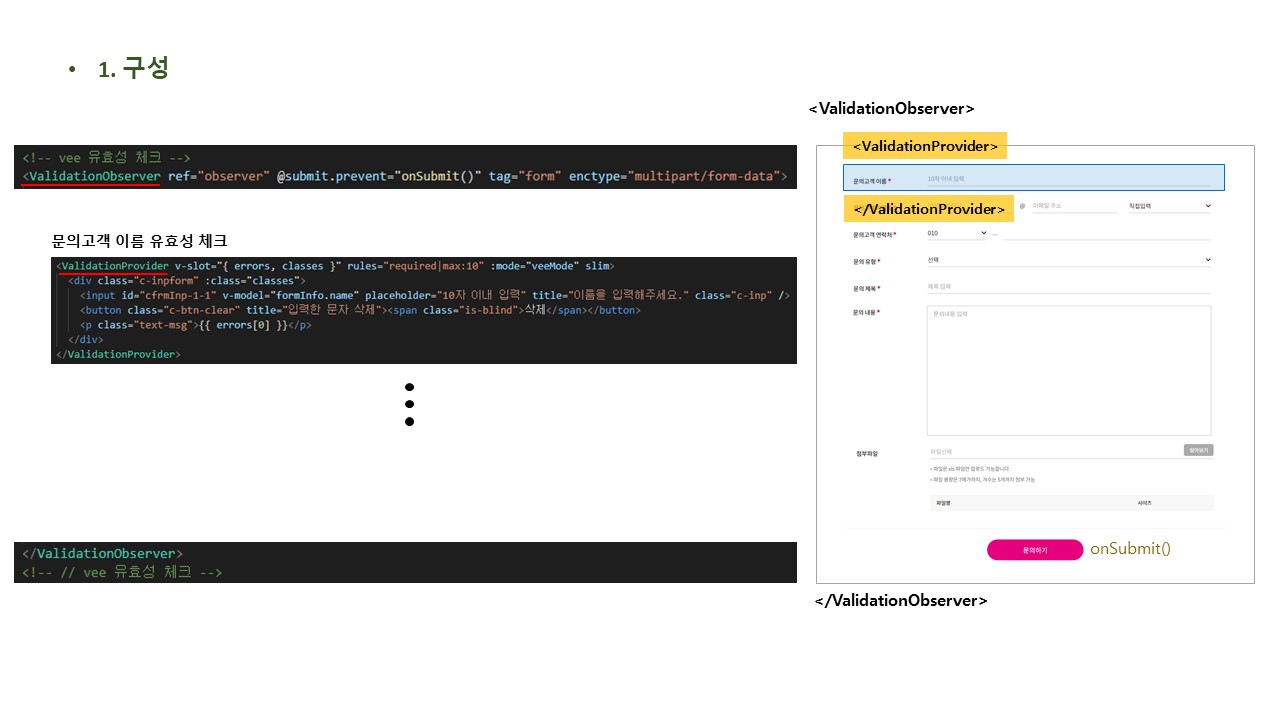 • 1. 구성
<!-- vee 유효성 체크 -->
<ValidationObserver ref="observer" @submit.prevent="onSubmit()" tag="form" enctype="multipart/form-data">
문의고객 이름 유효성 체크
<ValidationProvider v-slot="{ errors, classes }" rules="required|max:10" :mode="veeMode" slim>
<div class="c-inpform" :class="classes">
<input id="cfrmInp-1-1" v-model="formInfo.name" placeholder="10자 이내 입력" title="이름을 입력해주세요." class="c-inp" />
<button class="c-btn-clear" title="입력한 문자 삭제"><span class="is-blind">삭제</span></button>
<p class="text-msg">{{ errors[0] }}</p>
</div>
</ValidationProvider>
</ValidationObserver>
<!-- // vee 유효성 체크 -->
<ValidationObserver>
<ValidationProvider>
문의고객 이름* 10자 이내 입력
</ValidationProvider>
@ 이메일 주소 직접입력
문의고객 연락처* 010 —
문의 유형* 선택
문의 제목* 제목 입력
문의 내용* 문의내용 입력
첨부파일 파일선택 찾아보기
• 파일은 xls 파일만 업로드 가능합니다.
• 파일 용량은 7메가까지, 개수는 5개까지 첨부 가능
파일명 사이즈
문의하기 onSubmit()
</ValidationObserver>